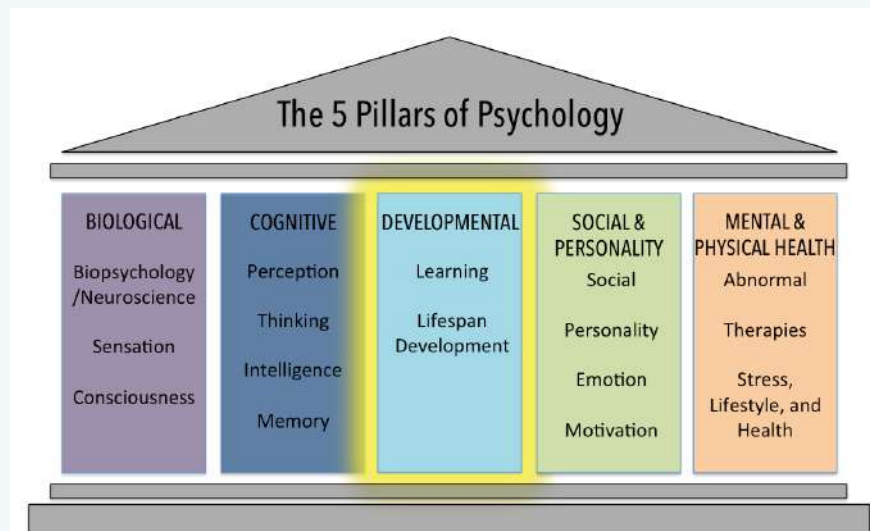 The 5 Pillars of Psychology
BIOLOGICAL
Biopsychology
/Neuroscience
Sensation
Consciousness
COGNITIVE
Perception
Thinking
Intelligence
Memory
DEVELOPMENTAL
Learning
Lifespan
Development
SOCIAL &
PERSONALITY
Social
Personality
Emotion
Motivation
MENTAL &
PHYSICAL HEALTH
Abnormal
Therapies
Stress,
Lifestyle, and
Health